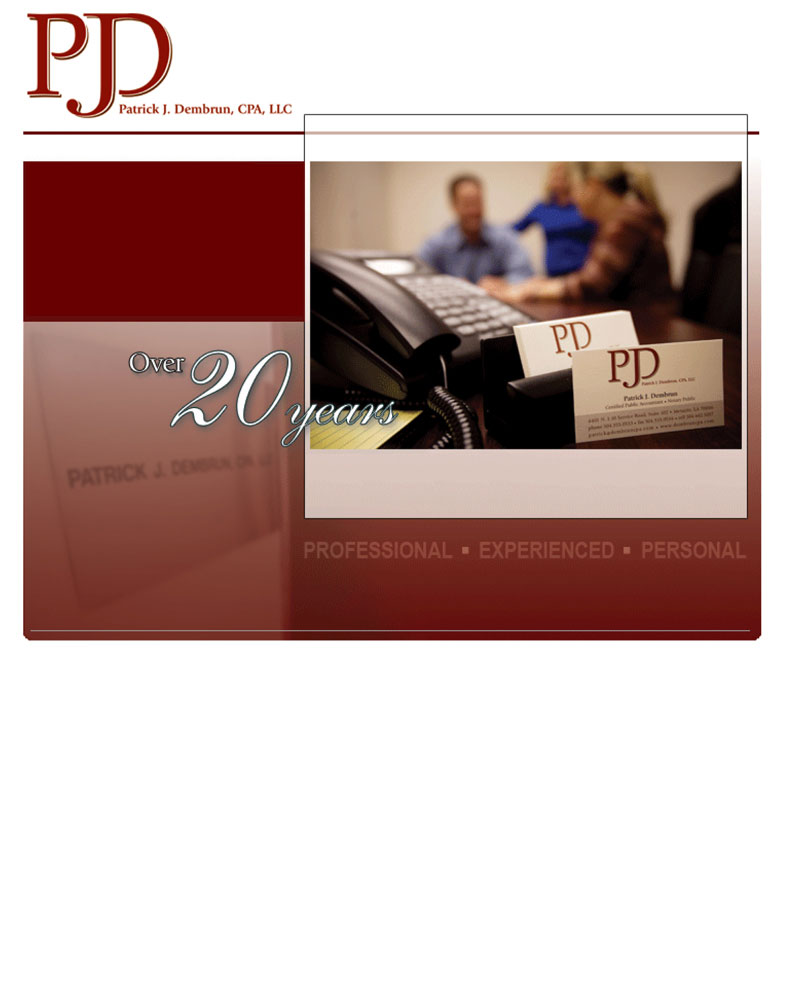 PJD
Patrick J. Dembrun, CPA, LLC
Over 20 years
PATRICK J. DEMBRUN, CPA, LLC
PJD
PJD
Patrick J. Dembrun, CPA, LLC
Patrick J. Dembrun
Certified Public Accountant • Notary Public
PROFESSIONAL ▪ EXPERIENCED ▪ PERSONAL